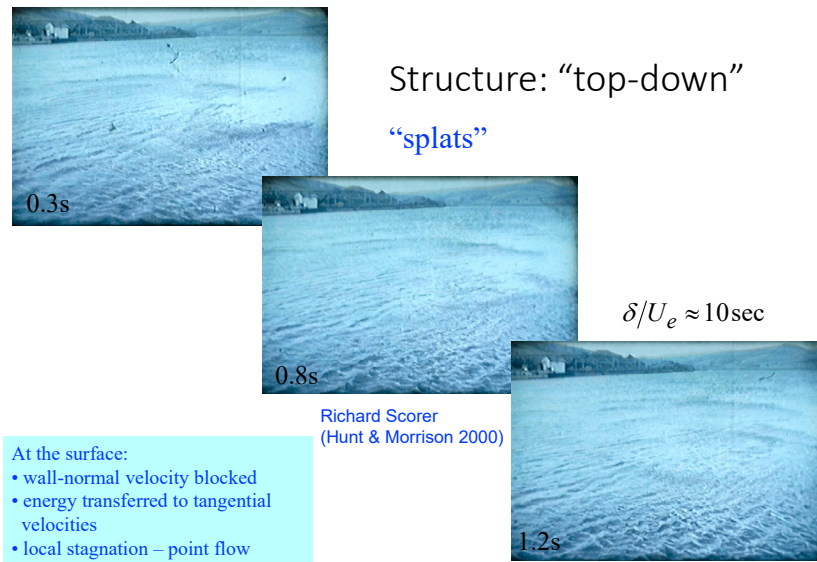 Structure: “top-down”
“splats”
0.3s
0.8s
δ/U_e ≈ 10 sec
1.2s
Richard Scorer
(Hunt & Morrison 2000)
At the surface:
• wall-normal velocity blocked
• energy transferred to tangential
velocities
• local stagnation – point flow